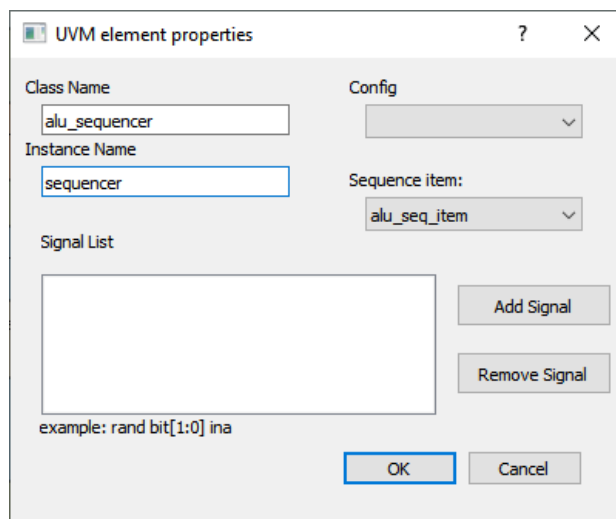 UVM element properties
Class Name
Config
alu_sequencer
Instance Name
sequencer
Sequence item:
alu_seq_item
Signal List
Add Signal
Remove Signal
example: rand bit[1:0] ina
OK
Cancel